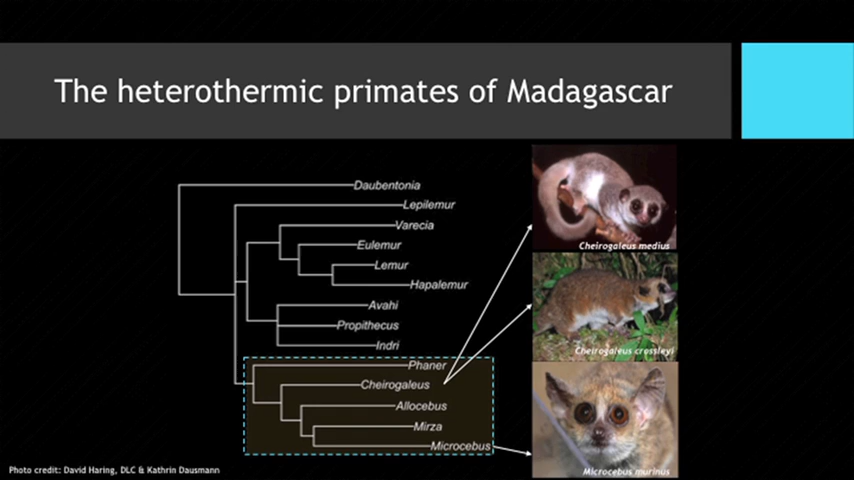 The heterothermic primates of Madagascar
Daubentonia
Lepilemur
Varecia
Eulemur
Lemur
Hapalemur
Avahi
Propithecus
Indri
Phaner
Cheirogaleus
Allocebus
Mirza
Microcebus
Cheirogaleus medius
Cheirogaleus crossleyi
Microcebus murinus
Photo credit: David Haring, DLC & Kathrin Dausmann